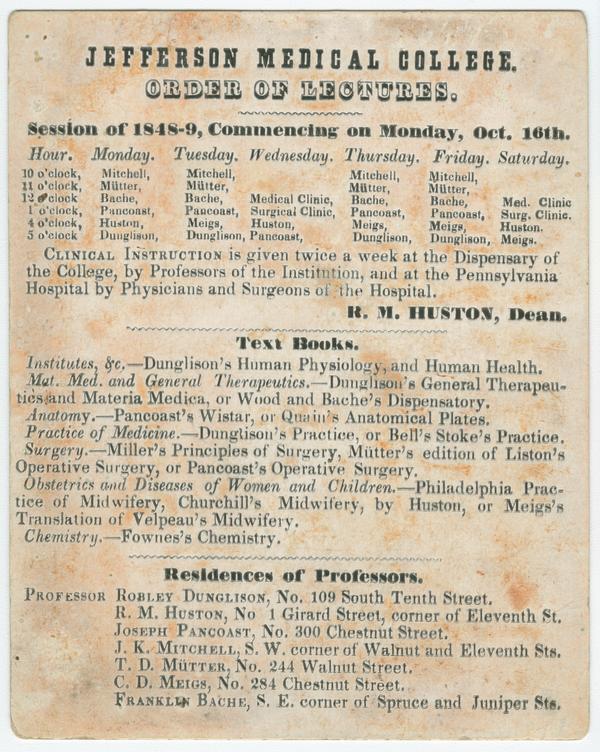 JEFFERSON MEDICAL COLLEGE.
ORDER OF LECTURES.
Session of 1848-9, Commencing on Monday, Oct. 16th.
Hour. Monday. Tuesday. Wednesday. Thursday. Friday. Saturday.
10 o'clock, Mitchell, Mitchell, Mitchell, Mitchell,
11 o'clock, Mütter, Mütter, Mütter, Mütter,
12 o'clock Bache, Bache, Medical Clinic, Bache, Bache, Med. Clinic
1 o'clock, Pancoast, Pancoast, Surgical Clinic, Pancoast, Pancoast, Surg. Clinic.
4 o'clock, Huston, Meigs, Huston, Meigs, Meigs, Huston.
5 o'clock, Dunglison, Dunglison, Pancoast, Dunglison, Dunglison, Meigs.
CLINICAL INSTRUCTION is given twice a week at the Dispensary of
the College, by Professors of the Institution, and at the Pennsylvania
Hospital by Physicians and Surgeons of the Hospital.
R. M. HUSTON, Dean.
Text Books.
Institutes, &c.—Dunglison's Human Physiology, and Human Health.
Mat. Med. and General Therapeutics.—Dunglison's General Therapeu-
tics and Materia Medica, or Wood and Bache's Dispensatory.
Anatomy.—Pancoast's Wistar, or Quain's Anatomical Plates.
Practice of Medicine.—Dunglison's Practice, or Bell's Stoke's Practice.
Surgery.—Miller's Principles of Surgery, Mütter's edition of Liston's
Operative Surgery, or Pancoast's Operative Surgery.
Obstetrics and Diseases of Women and Children.—Philadelphia Prac-
tice of Midwifery, Churchill's Midwifery, by Huston, or Meigs's
Translation of Velpeau's Midwifery.
Chemistry.—Fownes's Chemistry.
Residences of Professors.
PROFESSOR ROBLEY DUNGLISON, No. 109 South Tenth Street.
R. M. HUSTON, No 1 Girard Street, corner of Eleventh St.
JOSEPH PANCOAST, No. 300 Chestnut Street.
J. K. MITCHELL, S. W. corner of Walnut and Eleventh Sts.
T. D. MÜTTER, No. 244 Walnut Street.
C. D. MEIGS, No. 284 Chestnut Street.
FRANKLIN BACHE, S. E. corner of Spruce and Juniper Sts.